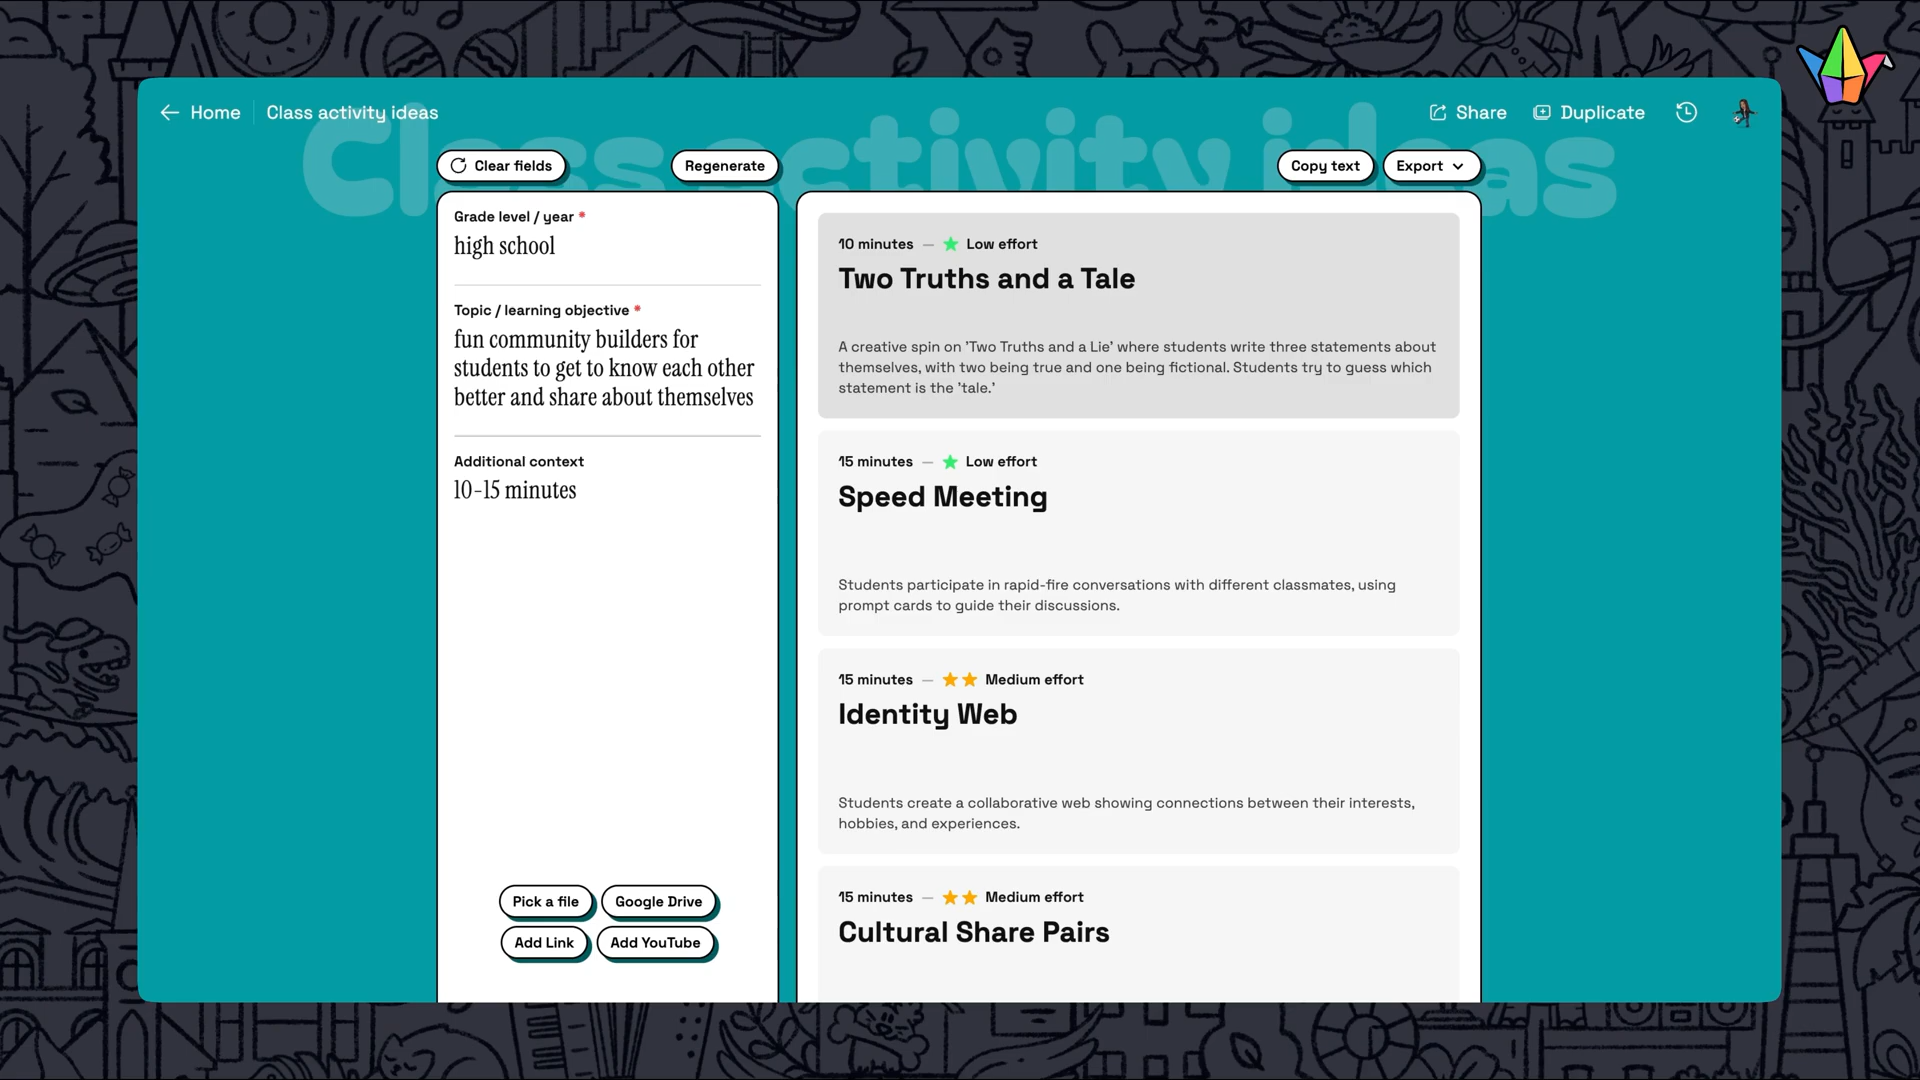 Home
Class activity ideas
Share
Duplicate
Class activity ideas
Clear fields
Regenerate
Copy text
Export
Grade level / year *
high school
Topic / learning objective *
fun community builders for
students to get to know each other
better and share about themselves
Additional context
10-15 minutes
Pick a file
Google Drive
Add Link
Add YouTube
10 minutes — Low effort
Two Truths and a Tale
A creative spin on 'Two Truths and a Lie' where students write three statements about
themselves, with two being true and one being fictional. Students try to guess which
statement is the 'tale.'
15 minutes — Low effort
Speed Meeting
Students participate in rapid-fire conversations with different classmates, using
prompt cards to guide their discussions.
15 minutes — Medium effort
Identity Web
Students create a collaborative web showing connections between their interests,
hobbies, and experiences.
15 minutes — Medium effort
Cultural Share Pairs